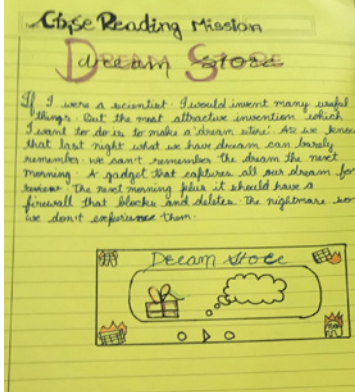 Cbse Reading Mission
Dream Store
If I were a scientist. I would invent many useful
things. But the most attractive invention which
I want to do is to make a 'dream store'. As we know
that last night what we have dream can barely
remember. we can't remember the dream the next
morning. A gadget that captures all our dream for
review. The next morning plus it should have a
firewall that blocks and deletes. the nightmare so
we don't experience them.
Dream Store